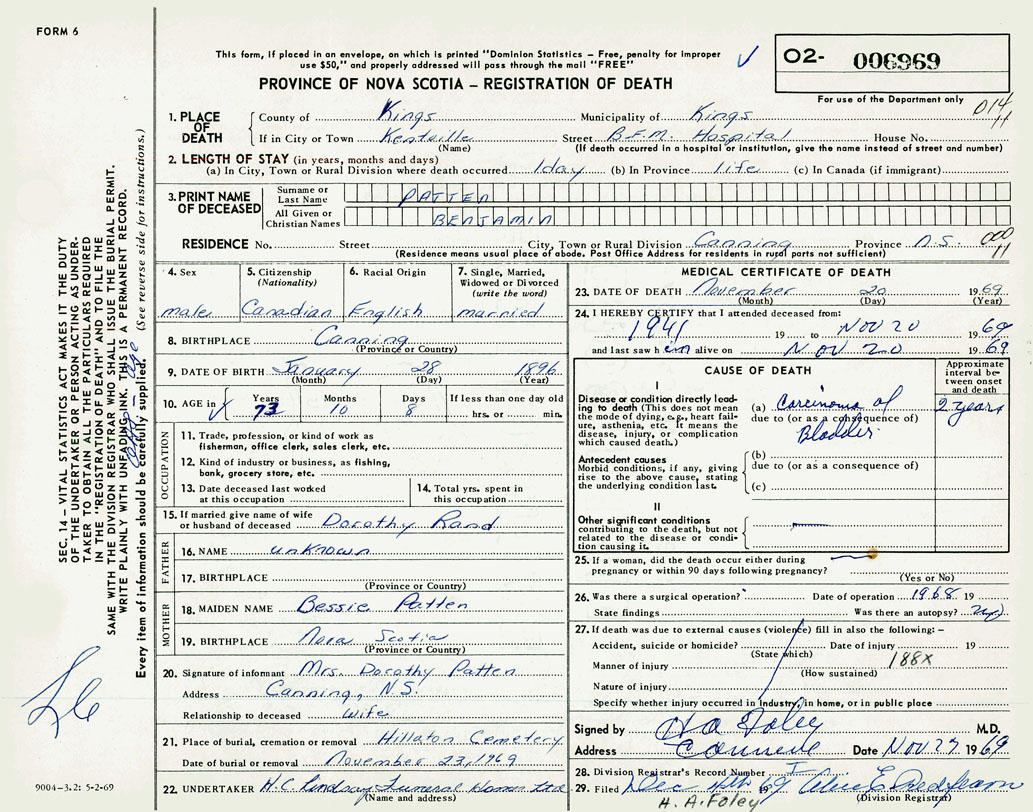 FORM 6
This form, if placed in an envelope, on which is printed "Dominion Statistics – Free, penalty for improper
use $50," and properly addressed will pass through the mail "FREE"
PROVINCE OF NOVA SCOTIA – REGISTRATION OF DEATH
02- 006969
For use of the Department only
014
11
1. PLACE OF DEATH
County of Kings Municipality of Kings
If in City or Town Kentville Street B.F.M. Hospital House No.
(Name) (If death occurred in a hospital or institution, give the name instead of street and number)
2. LENGTH OF STAY (in years, months and days)
(a) In City, Town or Rural Division where death occurred 1 day (b) In Province life (c) In Canada (if immigrant)
3. PRINT NAME OF DECEASED
Surname or Last Name PATTEN
All Given or Christian Names BENJAMIN
RESIDENCE No. Street City, Town or Rural Division Canning Province N.S. 000
11
(Residence means usual place of abode. Post Office Address for residents in rural parts not sufficient)
4. Sex male
5. Citizenship (Nationality) Canadian
6. Racial Origin English
7. Single, Married, Widowed or Divorced (write the word) married
8. BIRTHPLACE Canning
(Province or Country)
9. DATE OF BIRTH January 28 1896
(Month) (Day) (Year)
10. AGE in Years 73 Months 10 Days 8 If less than one day old
hrs. or min.
OCCUPATION
11. Trade, profession, or kind of work as
fisherman, office clerk, sales clerk, etc.
12. Kind of industry or business, as fishing,
bank, grocery store, etc.
13. Date deceased last worked
at this occupation
14. Total yrs. spent in
this occupation
15. If married give name of wife
or husband of deceased Dorothy Rand
FATHER
16. NAME unknown
17. BIRTHPLACE
(Province or Country)
MOTHER
18. MAIDEN NAME Bessie Patten
19. BIRTHPLACE Nova Scotia
(Province or Country)
20. Signature of informant Mrs. Dorothy Patten
Address Canning, N.S.
Relationship to deceased wife
21. Place of burial, cremation or removal Hillaton Cemetery
Date of burial or removal November 23, 1969
22. UNDERTAKER H.C. Lindsay Funeral Home Ltd
(Name and address)
MEDICAL CERTIFICATE OF DEATH
23. DATE OF DEATH November 20 1969
(Month) (Day) (Year)
24. I HEREBY CERTIFY that I attended deceased from:
1941 19 to Nov 20 1969
and last saw him alive on Nov 20 1969
CAUSE OF DEATH
Approximate interval between onset and death
I
Disease or condition directly leading to death (This does not mean the mode of dying, e.g., heart failure, asthenia, etc. It means the disease, injury, or complication which caused death.)
(a) Carcinoma of 2 years
due to (or as a consequence of)
Bladder
Antecedent causes
Morbid conditions, if any, giving rise to the above cause, stating the underlying condition last.
(b)
due to (or as a consequence of)
(c)
II
Other significant conditions
contributing to the death, but not related to the disease or condition causing it.
25. If a woman, did the death occur either during
pregnancy or within 90 days following pregnancy?
(Yes or No)
26. Was there a surgical operation? Date of operation 1968 19
State findings Was there an autopsy? no
27. If death was due to external causes (violence) fill in also the following: –
Accident, suicide or homicide? Date of injury 19
(State which)
Manner of injury 188X
(How sustained)
Nature of injury
Specify whether injury occurred in Industry, in home, or in public place
Signed by H A Foley M.D.
Address Date Nov 27 1969
28. Division Registrar's Record Number
29. Filed Dec 4th 19
(Division Registrar)
H. A. Foley
SEC. 14 – VITAL STATISTICS ACT MAKES IT THE DUTY
OF THE UNDERTAKER OR PERSON ACTING AS UNDER-
TAKER TO OBTAIN ALL THE PARTICULARS REQUIRED
IN THE "REGISTRATION OF DEATH" AND TO FILE THE
SAME WITH THE DIVISION REGISTRAR WHO SHALL ISSUE THE BURIAL PERMIT.
WRITE PLAINLY WITH UNFADING INK. THIS IS A PERMANENT RECORD.
Every item of information should be carefully supplied. (See reverse side for instructions.)
9004-3.2: 5-2-69